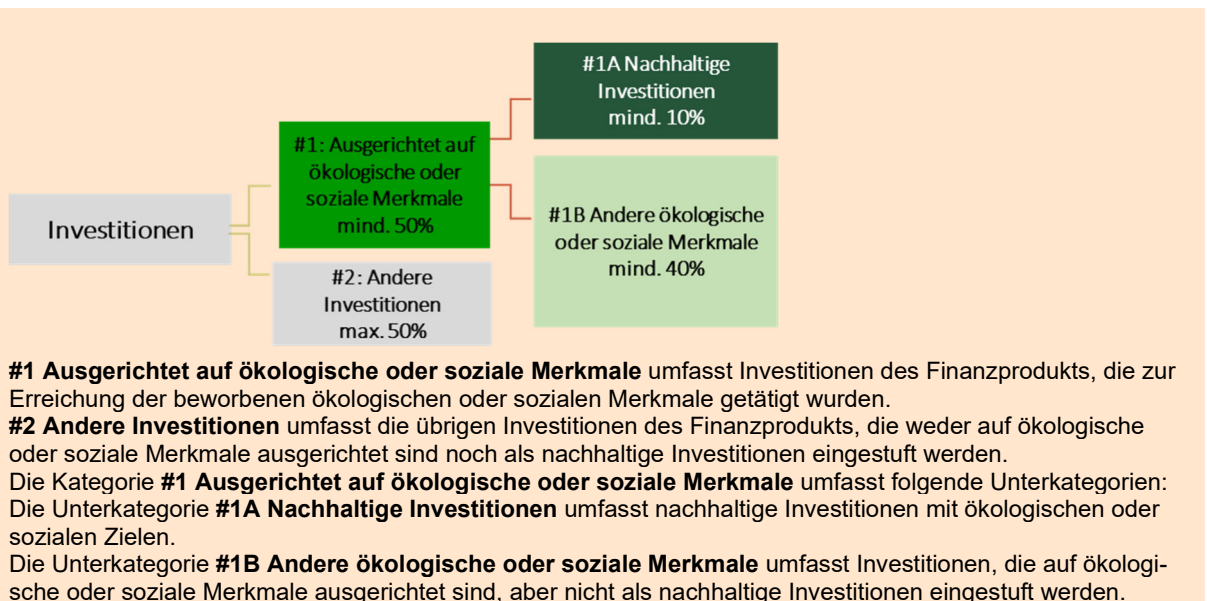 #1A Nachhaltige
Investitionen
mind. 10%
#1: Ausgerichtet auf
ökologische oder
soziale Merkmale
mind. 50%
#1B Andere ökologische
oder soziale Merkmale
mind. 40%
Investitionen
#2: Andere
Investitionen
max. 50%
#1 Ausgerichtet auf ökologische oder soziale Merkmale umfasst Investitionen des Finanzprodukts, die zur
Erreichung der beworbenen ökologischen oder sozialen Merkmale getätigt wurden.
#2 Andere Investitionen umfasst die übrigen Investitionen des Finanzprodukts, die weder auf ökologische
oder soziale Merkmale ausgerichtet sind noch als nachhaltige Investitionen eingestuft werden.
Die Kategorie #1 Ausgerichtet auf ökologische oder soziale Merkmale umfasst folgende Unterkategorien:
Die Unterkategorie #1A Nachhaltige Investitionen umfasst nachhaltige Investitionen mit ökologischen oder
sozialen Zielen.
Die Unterkategorie #1B Andere ökologische oder soziale Merkmale umfasst Investitionen, die auf ökologi-
sche oder soziale Merkmale ausgerichtet sind, aber nicht als nachhaltige Investitionen eingestuft werden.